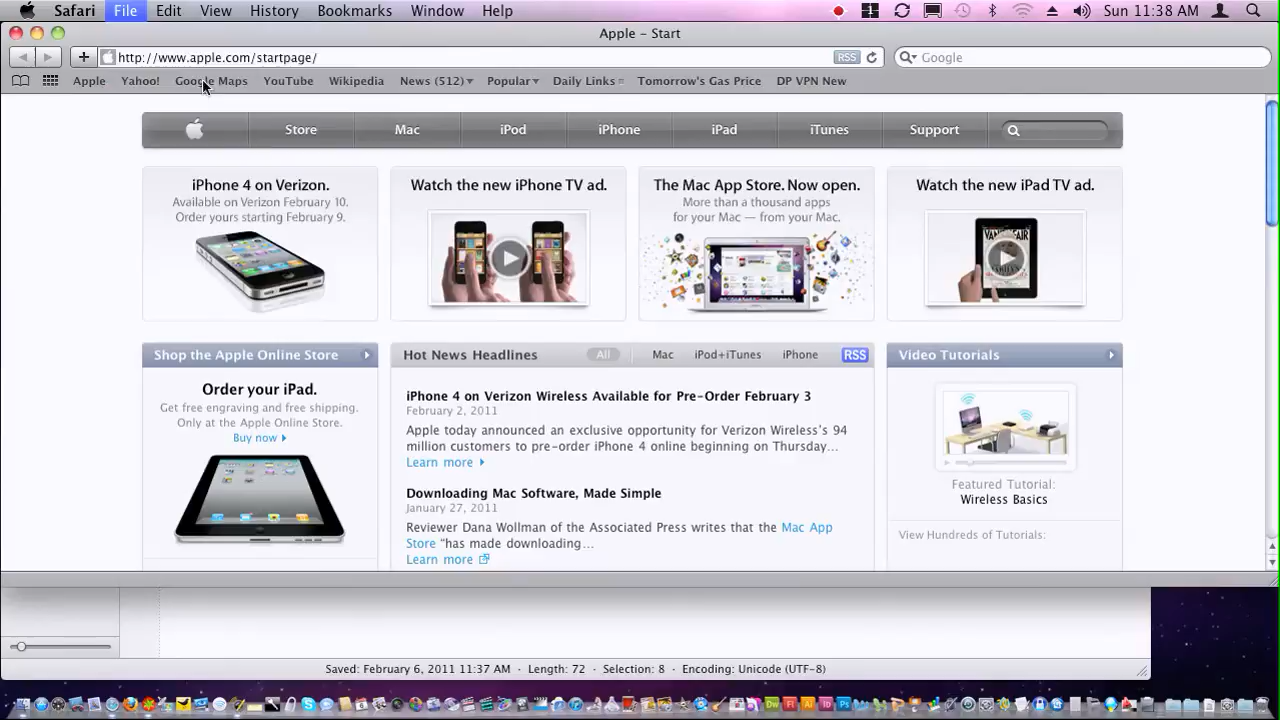 Safari File Edit View History Bookmarks Window Help Sun 11:38 AM
Apple – Start
http://www.apple.com/startpage/ RSS Google
Apple Yahoo! Google Maps YouTube Wikipedia News (512) Popular Daily Links Tomorrow's Gas Price DP VPN New
Store Mac iPod iPhone iPad iTunes Support
iPhone 4 on Verizon.
Available on Verizon February 10.
Order yours starting February 9.
Watch the new iPhone TV ad.
The Mac App Store. Now open.
More than a thousand apps
for your Mac — from your Mac.
Watch the new iPad TV ad.
VANITY FAIR
Shop the Apple Online Store
Order your iPad.
Get free engraving and free shipping.
Only at the Apple Online Store.
Buy now
Hot News Headlines All Mac iPod+iTunes iPhone RSS
iPhone 4 on Verizon Wireless Available for Pre-Order February 3
February 2, 2011
Apple today announced an exclusive opportunity for Verizon Wireless's 94
million customers to pre-order iPhone 4 online beginning on Thursday...
Learn more
Downloading Mac Software, Made Simple
January 27, 2011
Reviewer Dana Wollman of the Associated Press writes that the Mac App
Store “has made downloading...
Learn more
Video Tutorials
Featured Tutorial:
Wireless Basics
View Hundreds of Tutorials:
Saved: February 6, 2011 11:37 AM · Length: 72 · Selection: 8 · Encoding: Unicode (UTF-8)